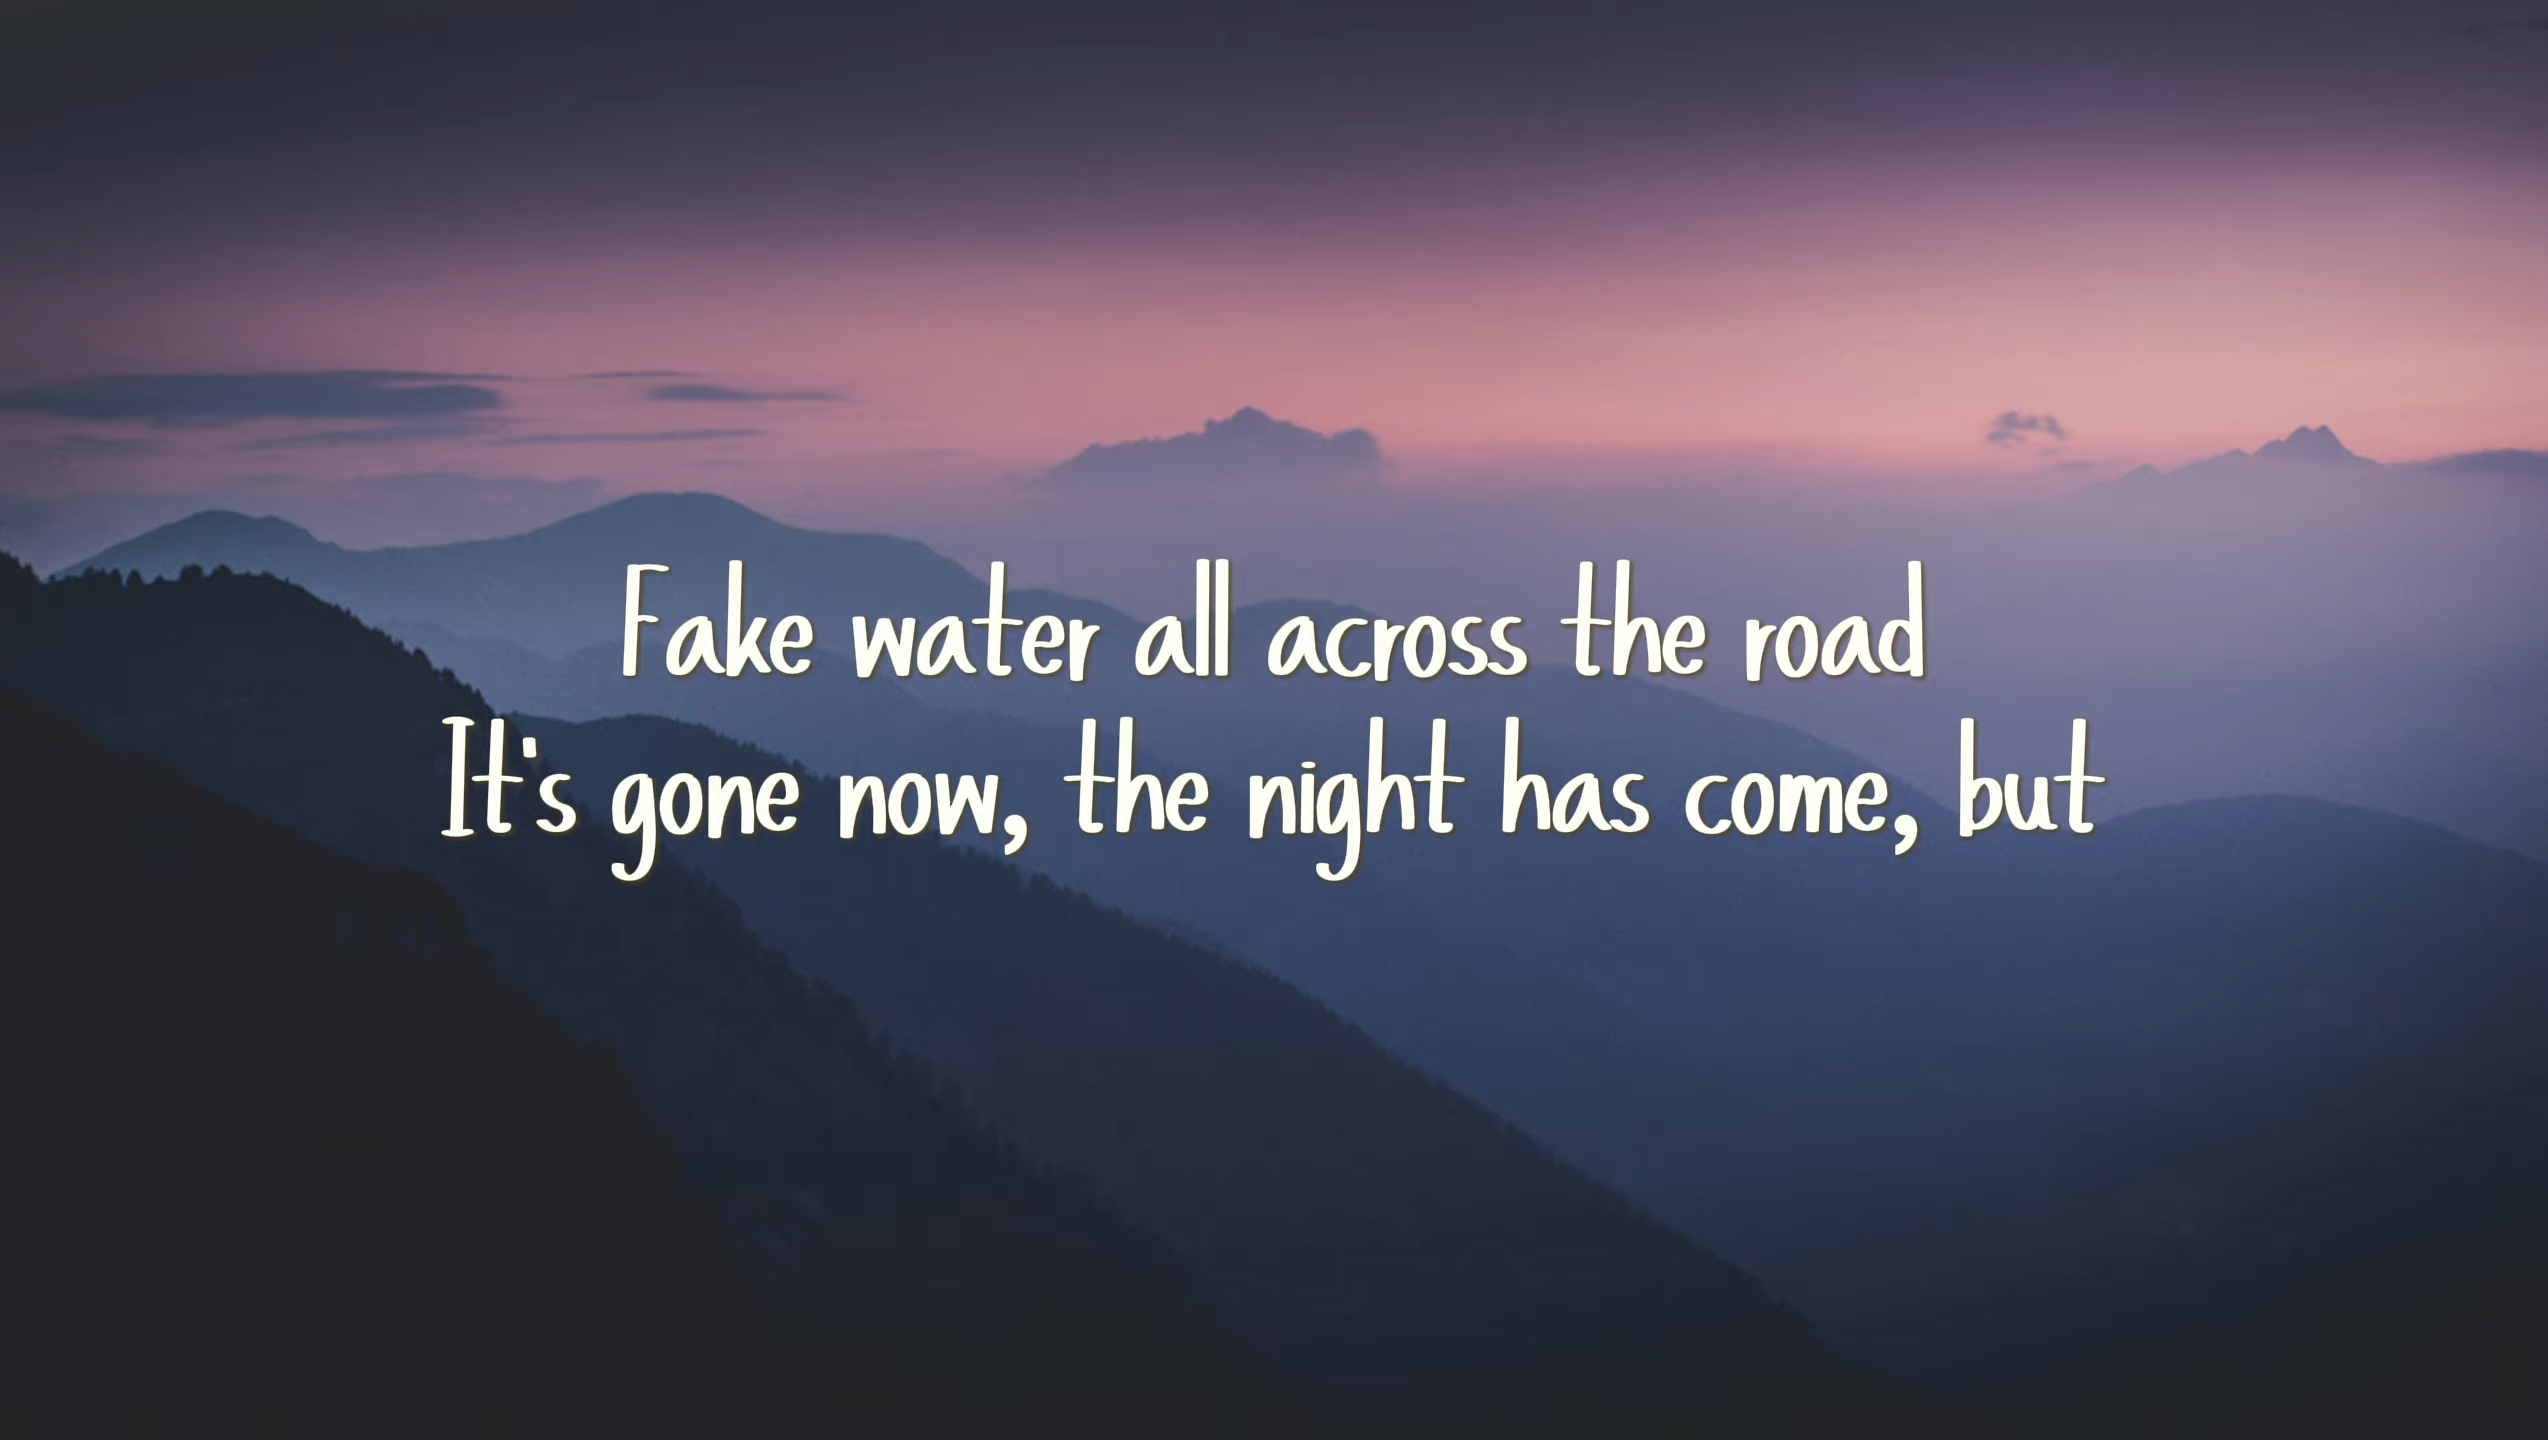 Fake water all across the road
It's gone now, the night has come, but